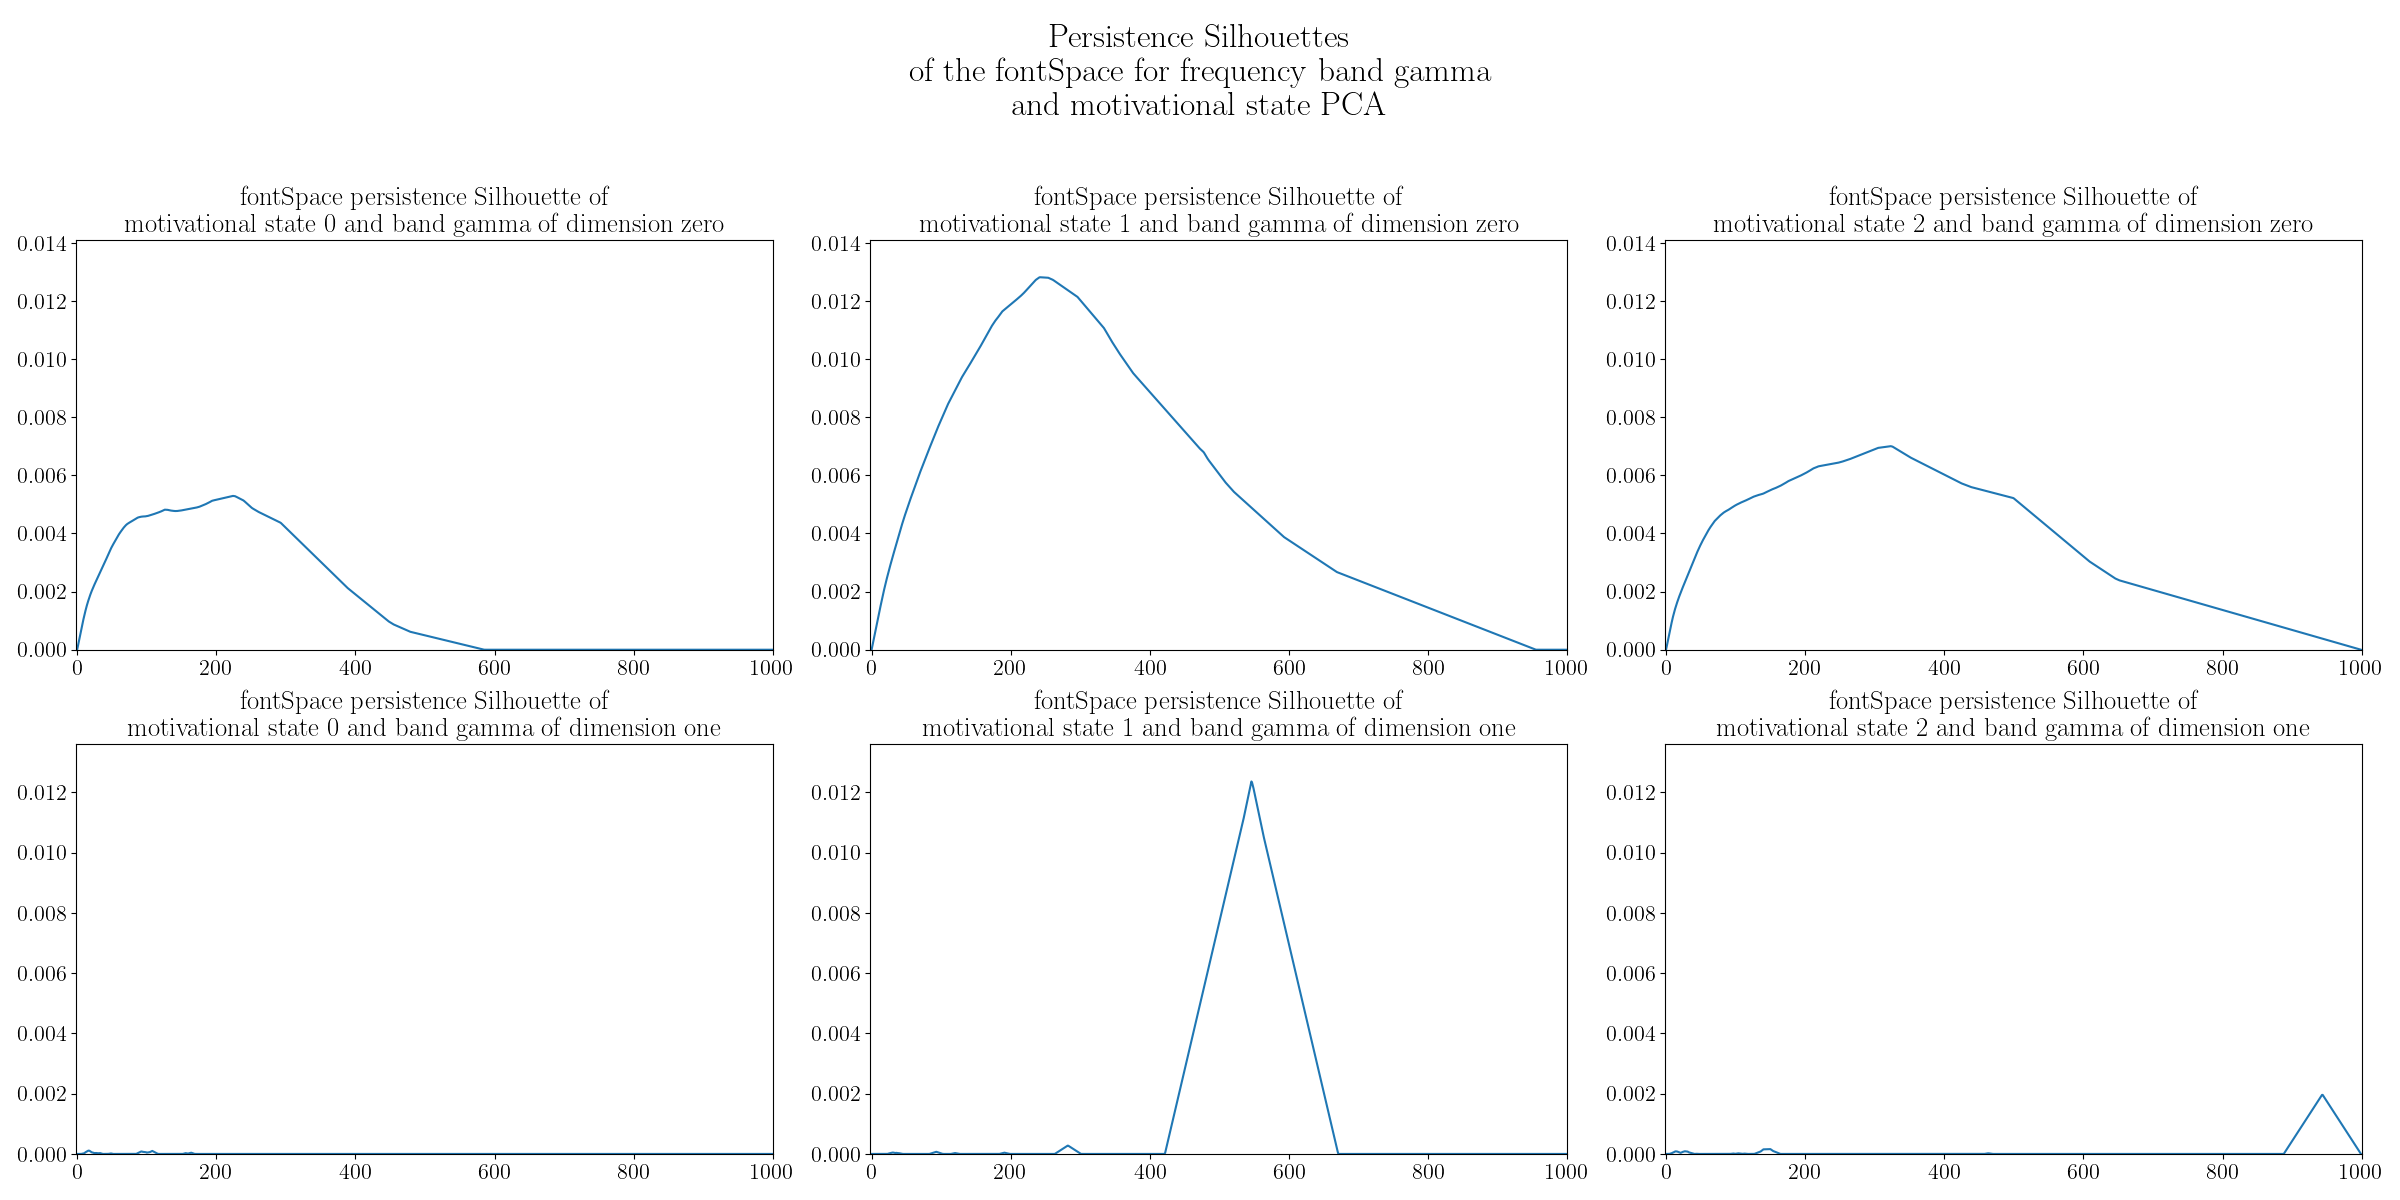 Persistence Silhouettes
of the fontSpace for frequency band gamma
and motivational state PCA
fontSpace persistence Silhouette of
motivational state 0 and band gamma of dimension zero
0.014
0.012
0.010
0.008
0.006
0.004
0.002
0.000
0 200 400 600 800 1000
fontSpace persistence Silhouette of
motivational state 1 and band gamma of dimension zero
0.014
0.012
0.010
0.008
0.006
0.004
0.002
0.000
0 200 400 600 800 1000
fontSpace persistence Silhouette of
motivational state 2 and band gamma of dimension zero
0.014
0.012
0.010
0.008
0.006
0.004
0.002
0.000
0 200 400 600 800 1000
fontSpace persistence Silhouette of
motivational state 0 and band gamma of dimension one
0.012
0.010
0.008
0.006
0.004
0.002
0.000
0 200 400 600 800 1000
fontSpace persistence Silhouette of
motivational state 1 and band gamma of dimension one
0.012
0.010
0.008
0.006
0.004
0.002
0.000
0 200 400 600 800 1000
fontSpace persistence Silhouette of
motivational state 2 and band gamma of dimension one
0.012
0.010
0.008
0.006
0.004
0.002
0.000
0 200 400 600 800 1000